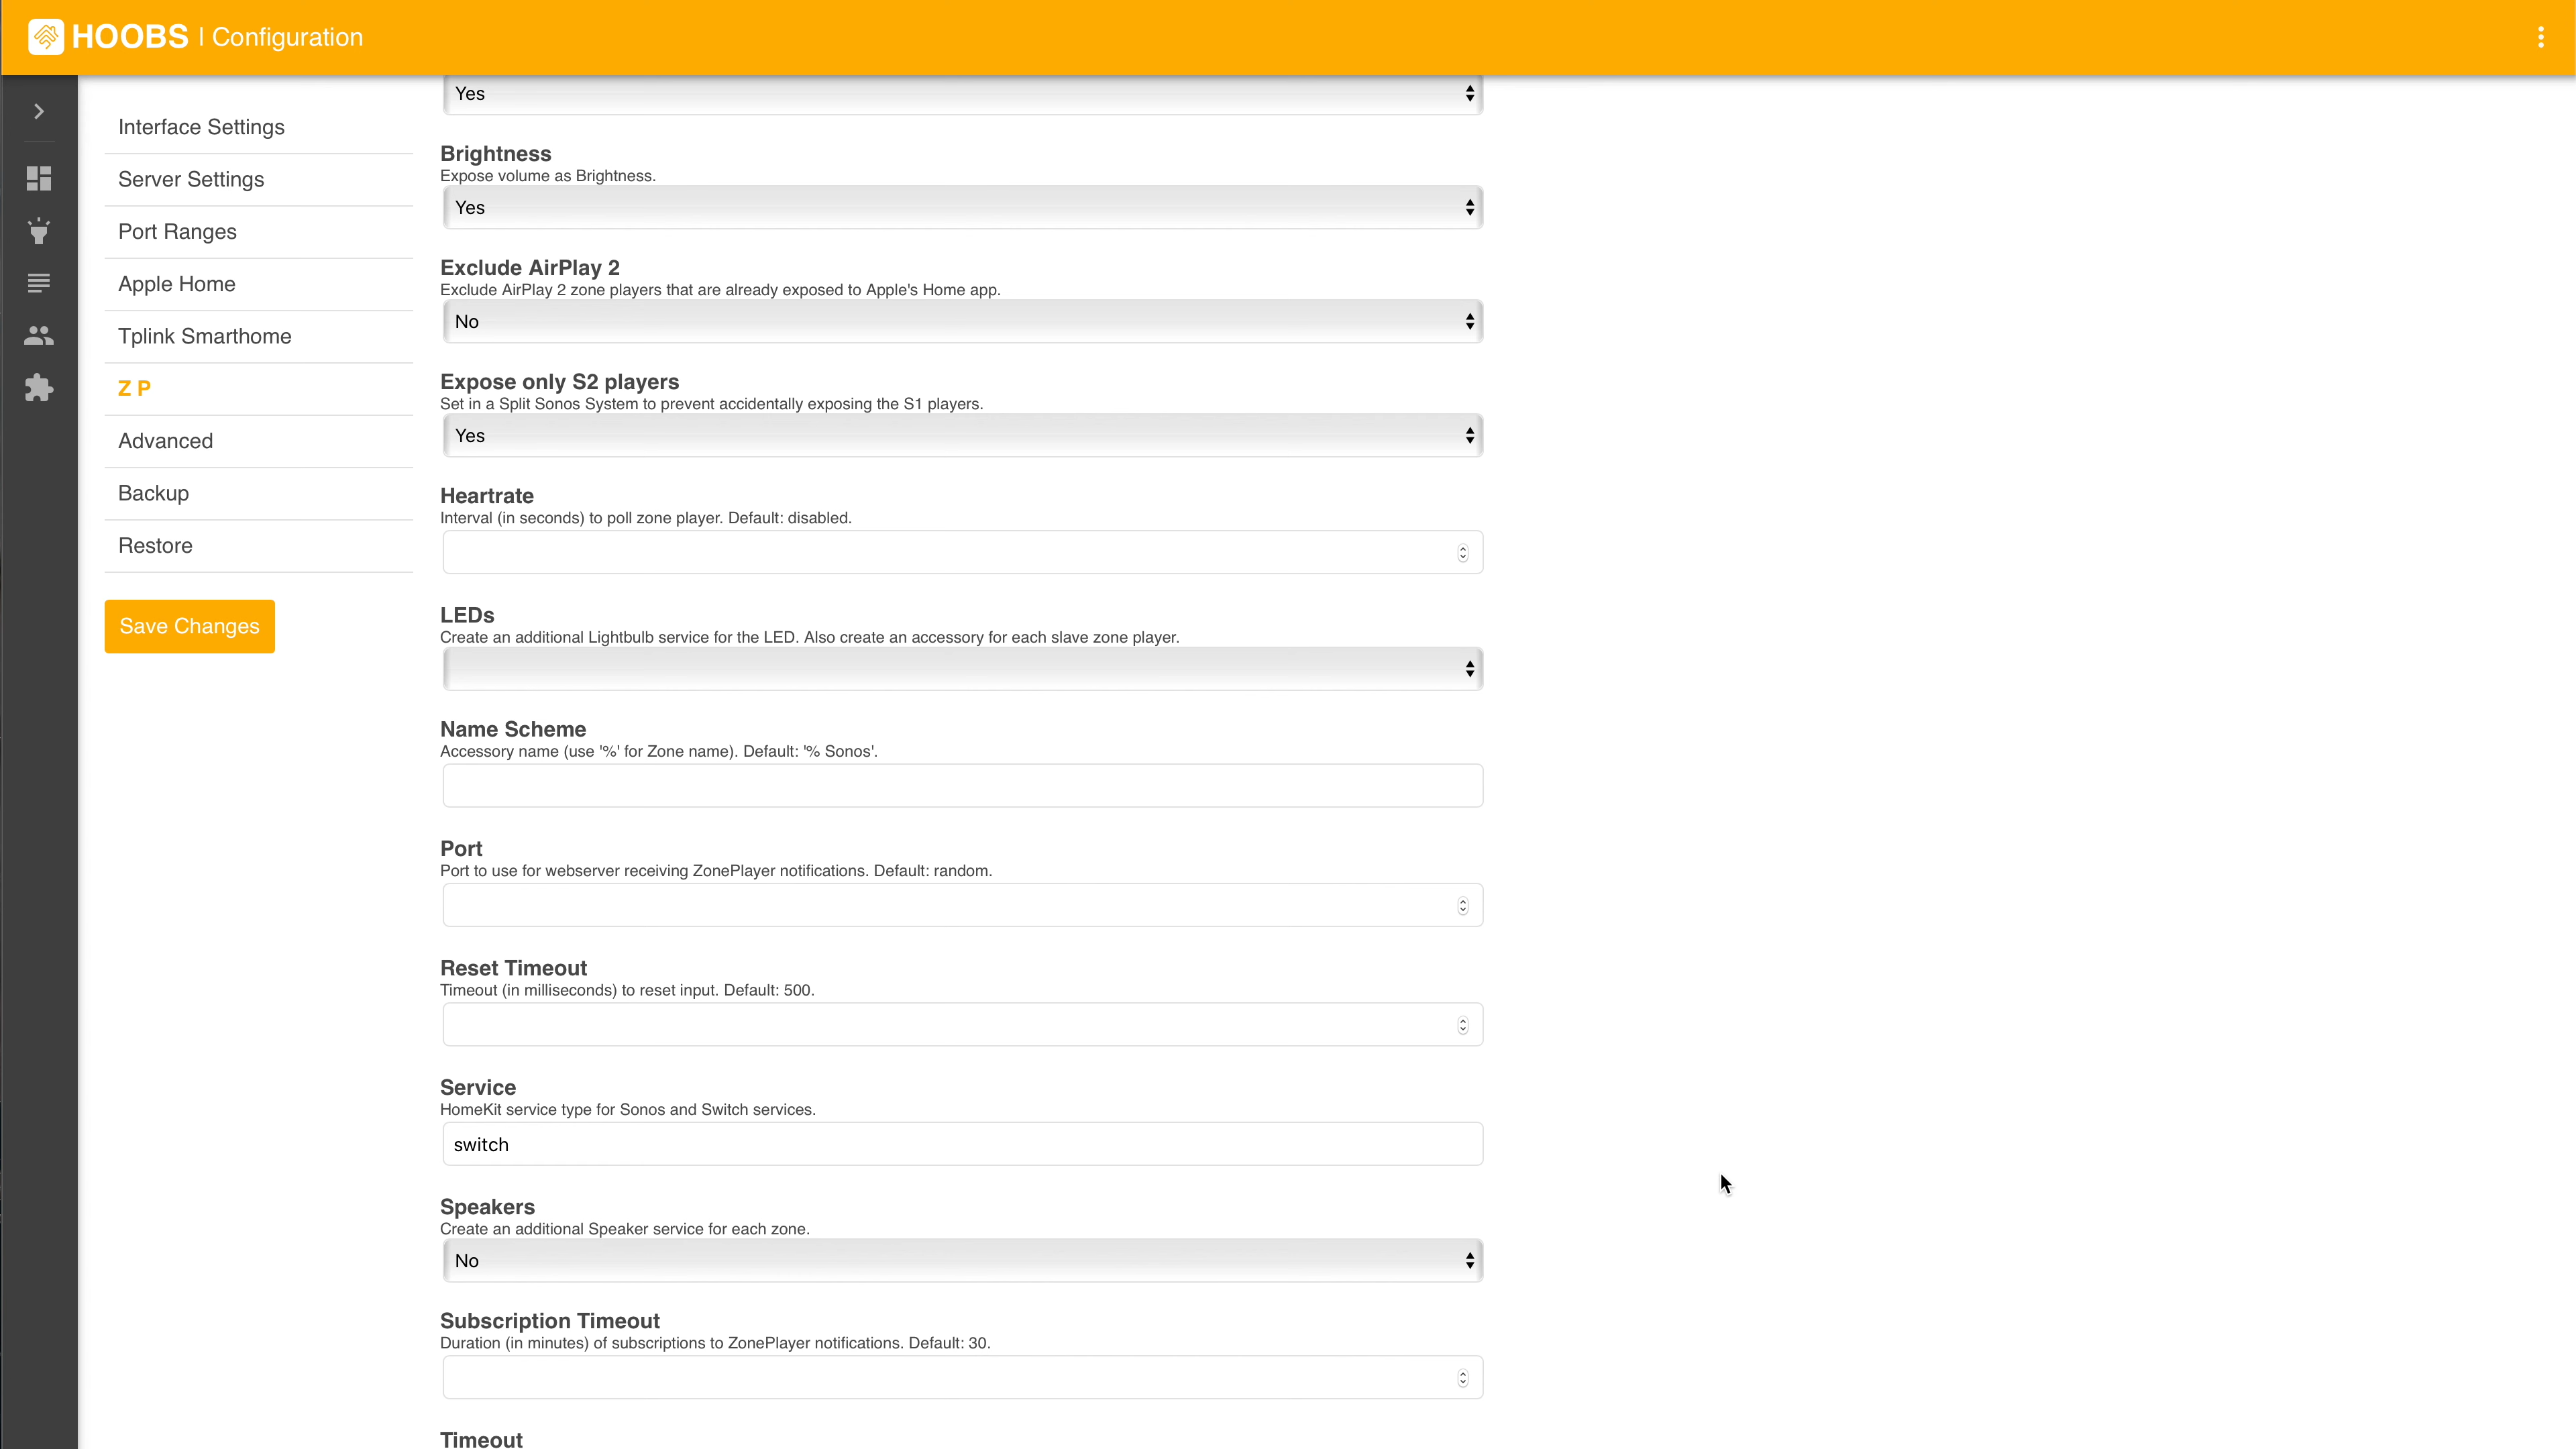 HOOBS | Configuration
Interface Settings
Server Settings
Port Ranges
Apple Home
Tplink Smarthome
Z P
Advanced
Backup
Restore
Save Changes
Yes
Brightness
Expose volume as Brightness.
Yes
Exclude AirPlay 2
Exclude AirPlay 2 zone players that are already exposed to Apple's Home app.
No
Expose only S2 players
Set in a Split Sonos System to prevent accidentally exposing the S1 players.
Yes
Heartrate
Interval (in seconds) to poll zone player. Default: disabled.
LEDs
Create an additional Lightbulb service for the LED. Also create an accessory for each slave zone player.
Name Scheme
Accessory name (use '%' for Zone name). Default: '% Sonos'.
Port
Port to use for webserver receiving ZonePlayer notifications. Default: random.
Reset Timeout
Timeout (in milliseconds) to reset input. Default: 500.
Service
HomeKit service type for Sonos and Switch services.
switch
Speakers
Create an additional Speaker service for each zone.
No
Subscription Timeout
Duration (in minutes) of subscriptions to ZonePlayer notifications. Default: 30.
Timeout